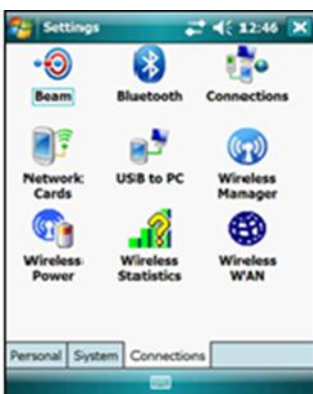 Settings 12:46
Beam Bluetooth Connections
Network Cards USB to PC Wireless Manager
Wireless Power Wireless Statistics Wireless WAN
Personal System Connections